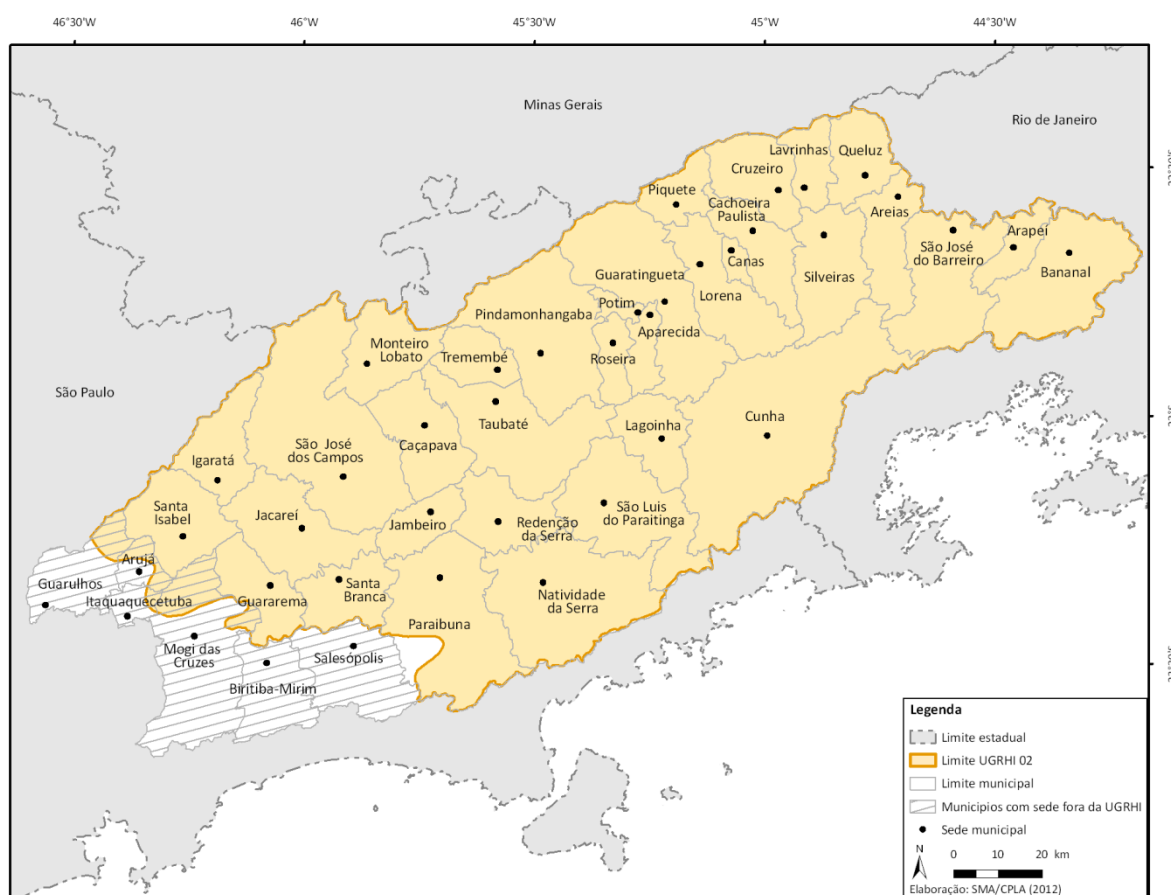 46°30'W
46°W
45°30'W
45°W
44°30'W
Minas Gerais
Rio de Janeiro
Lavrinhas
Queluz
Cruzeiro
Piquete
Cachoeira
Paulista
Areias
Arapeí
São José
do Barreiro
Canas
Bananal
Guaratingueta
Silveiras
Lorena
Potim
Pindamonhangaba
Aparecida
Monteiro
Lobato
Tremembé
Roseira
São Paulo
Taubaté
Cunha
Lagoinha
Caçapava
São José
dos Campos
Igaratá
Santa
Isabel
Jacareí
Jambeiro
Redenção
da Serra
São Luis
do Paraitinga
Arujá
Guarulhos
Itaquaquecetuba
Guararema
Santa
Branca
Natividade
da Serra
Paraibuna
Mogi das
Cruzes
Salesópolis
Biritiba-Mirim
Legenda
Limite estadual
Limite UGRHI 02
Limite municipal
Municipios com sede fora da UGRHI
Sede municipal
N
0 10 20 km
Elaboração: SMA/CPLA (2012)